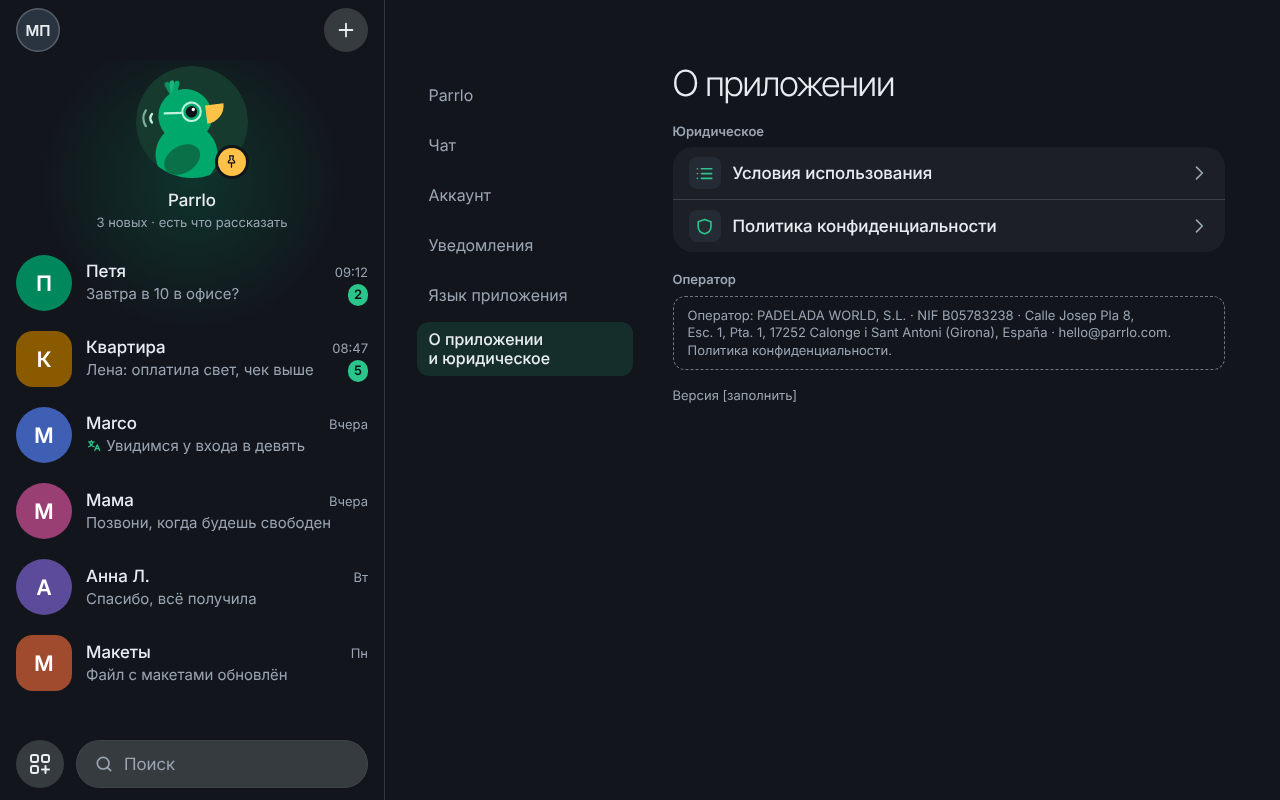 МП
Parrlo
3 новых · есть что рассказать
П
Петя
09:12
Завтра в 10 в офисе?
2
К
Квартира
08:47
Лена: оплатила свет, чек выше
5
M
Marco
Вчера
Увидимся у входа в девять
М
Мама
Вчера
Позвони, когда будешь свободен
А
Анна Л.
Вт
Спасибо, всё получила
М
Макеты
Пн
Файл с макетами обновлён
Поиск
Parrlo
Чат
Аккаунт
Уведомления
Язык приложения
О приложении
и юридическое
О приложении
Юридическое
Условия использования
Политика конфиденциальности
Оператор
Оператор: PADELADA WORLD, S.L. · NIF B05783238 · Calle Josep Pla 8,
Esc. 1, Pta. 1, 17252 Calonge i Sant Antoni (Girona), España · hello@parrlo.com.
Политика конфиденциальности.
Версия [заполнить]